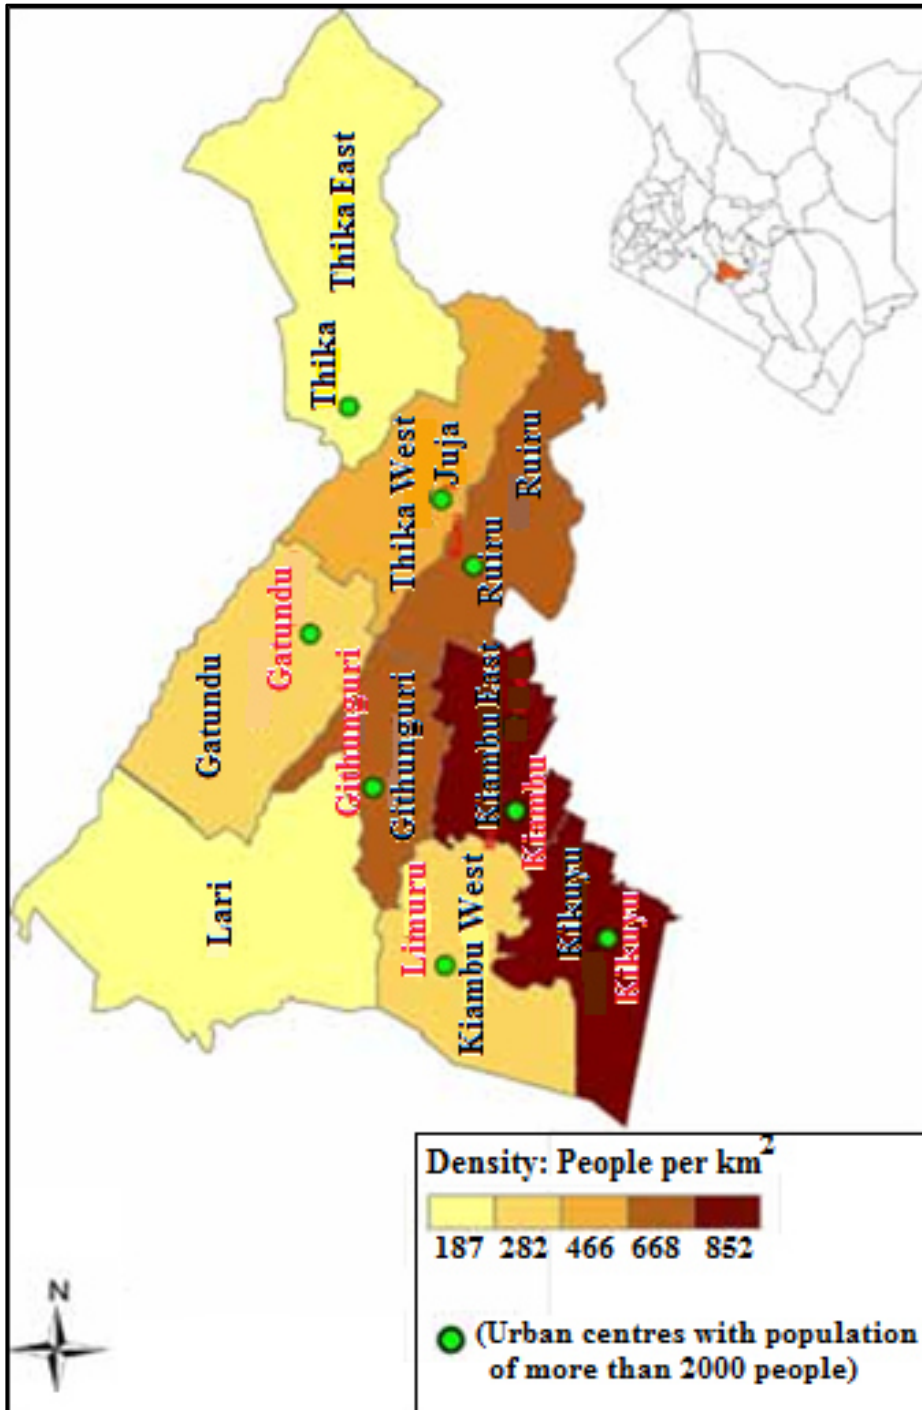 Thika East
Thika
Thika West
Juja
Ruiru
Ruiru
Gatundu
Gatundu
Githunguri
Githunguri
Kiambu East
Kiambu
Lari
Limuru
Kiambu West
Kikuyu
Kikuyu
Density: People per km²
187 282 466 668 852
N
(Urban centres with population
of more than 2000 people)